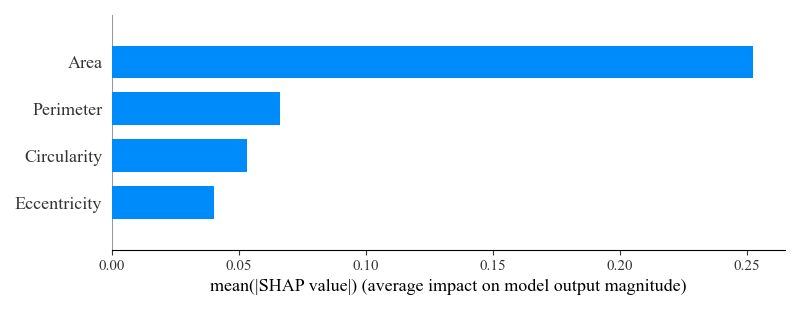 Area
Perimeter
Circularity
Eccentricity
0.00 0.05 0.10 0.15 0.20 0.25
mean(|SHAP value|) (average impact on model output magnitude)